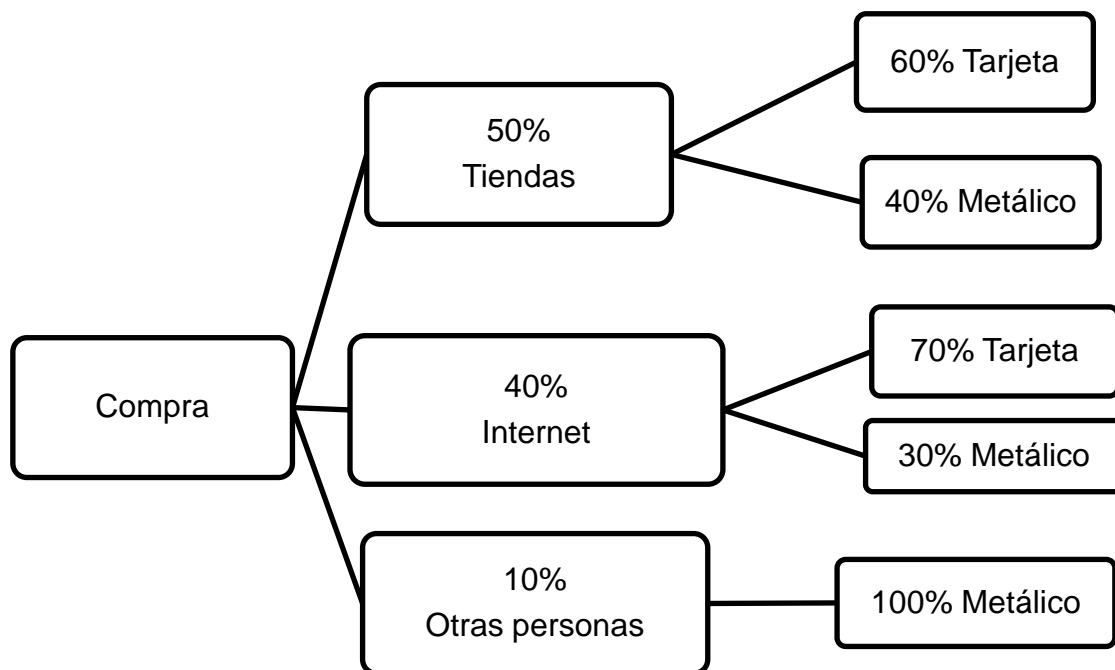 60% Tarjeta
50%
Tiendas
40% Metálico
70% Tarjeta
Compra
40%
Internet
30% Metálico
10%
Otras personas
100% Metálico